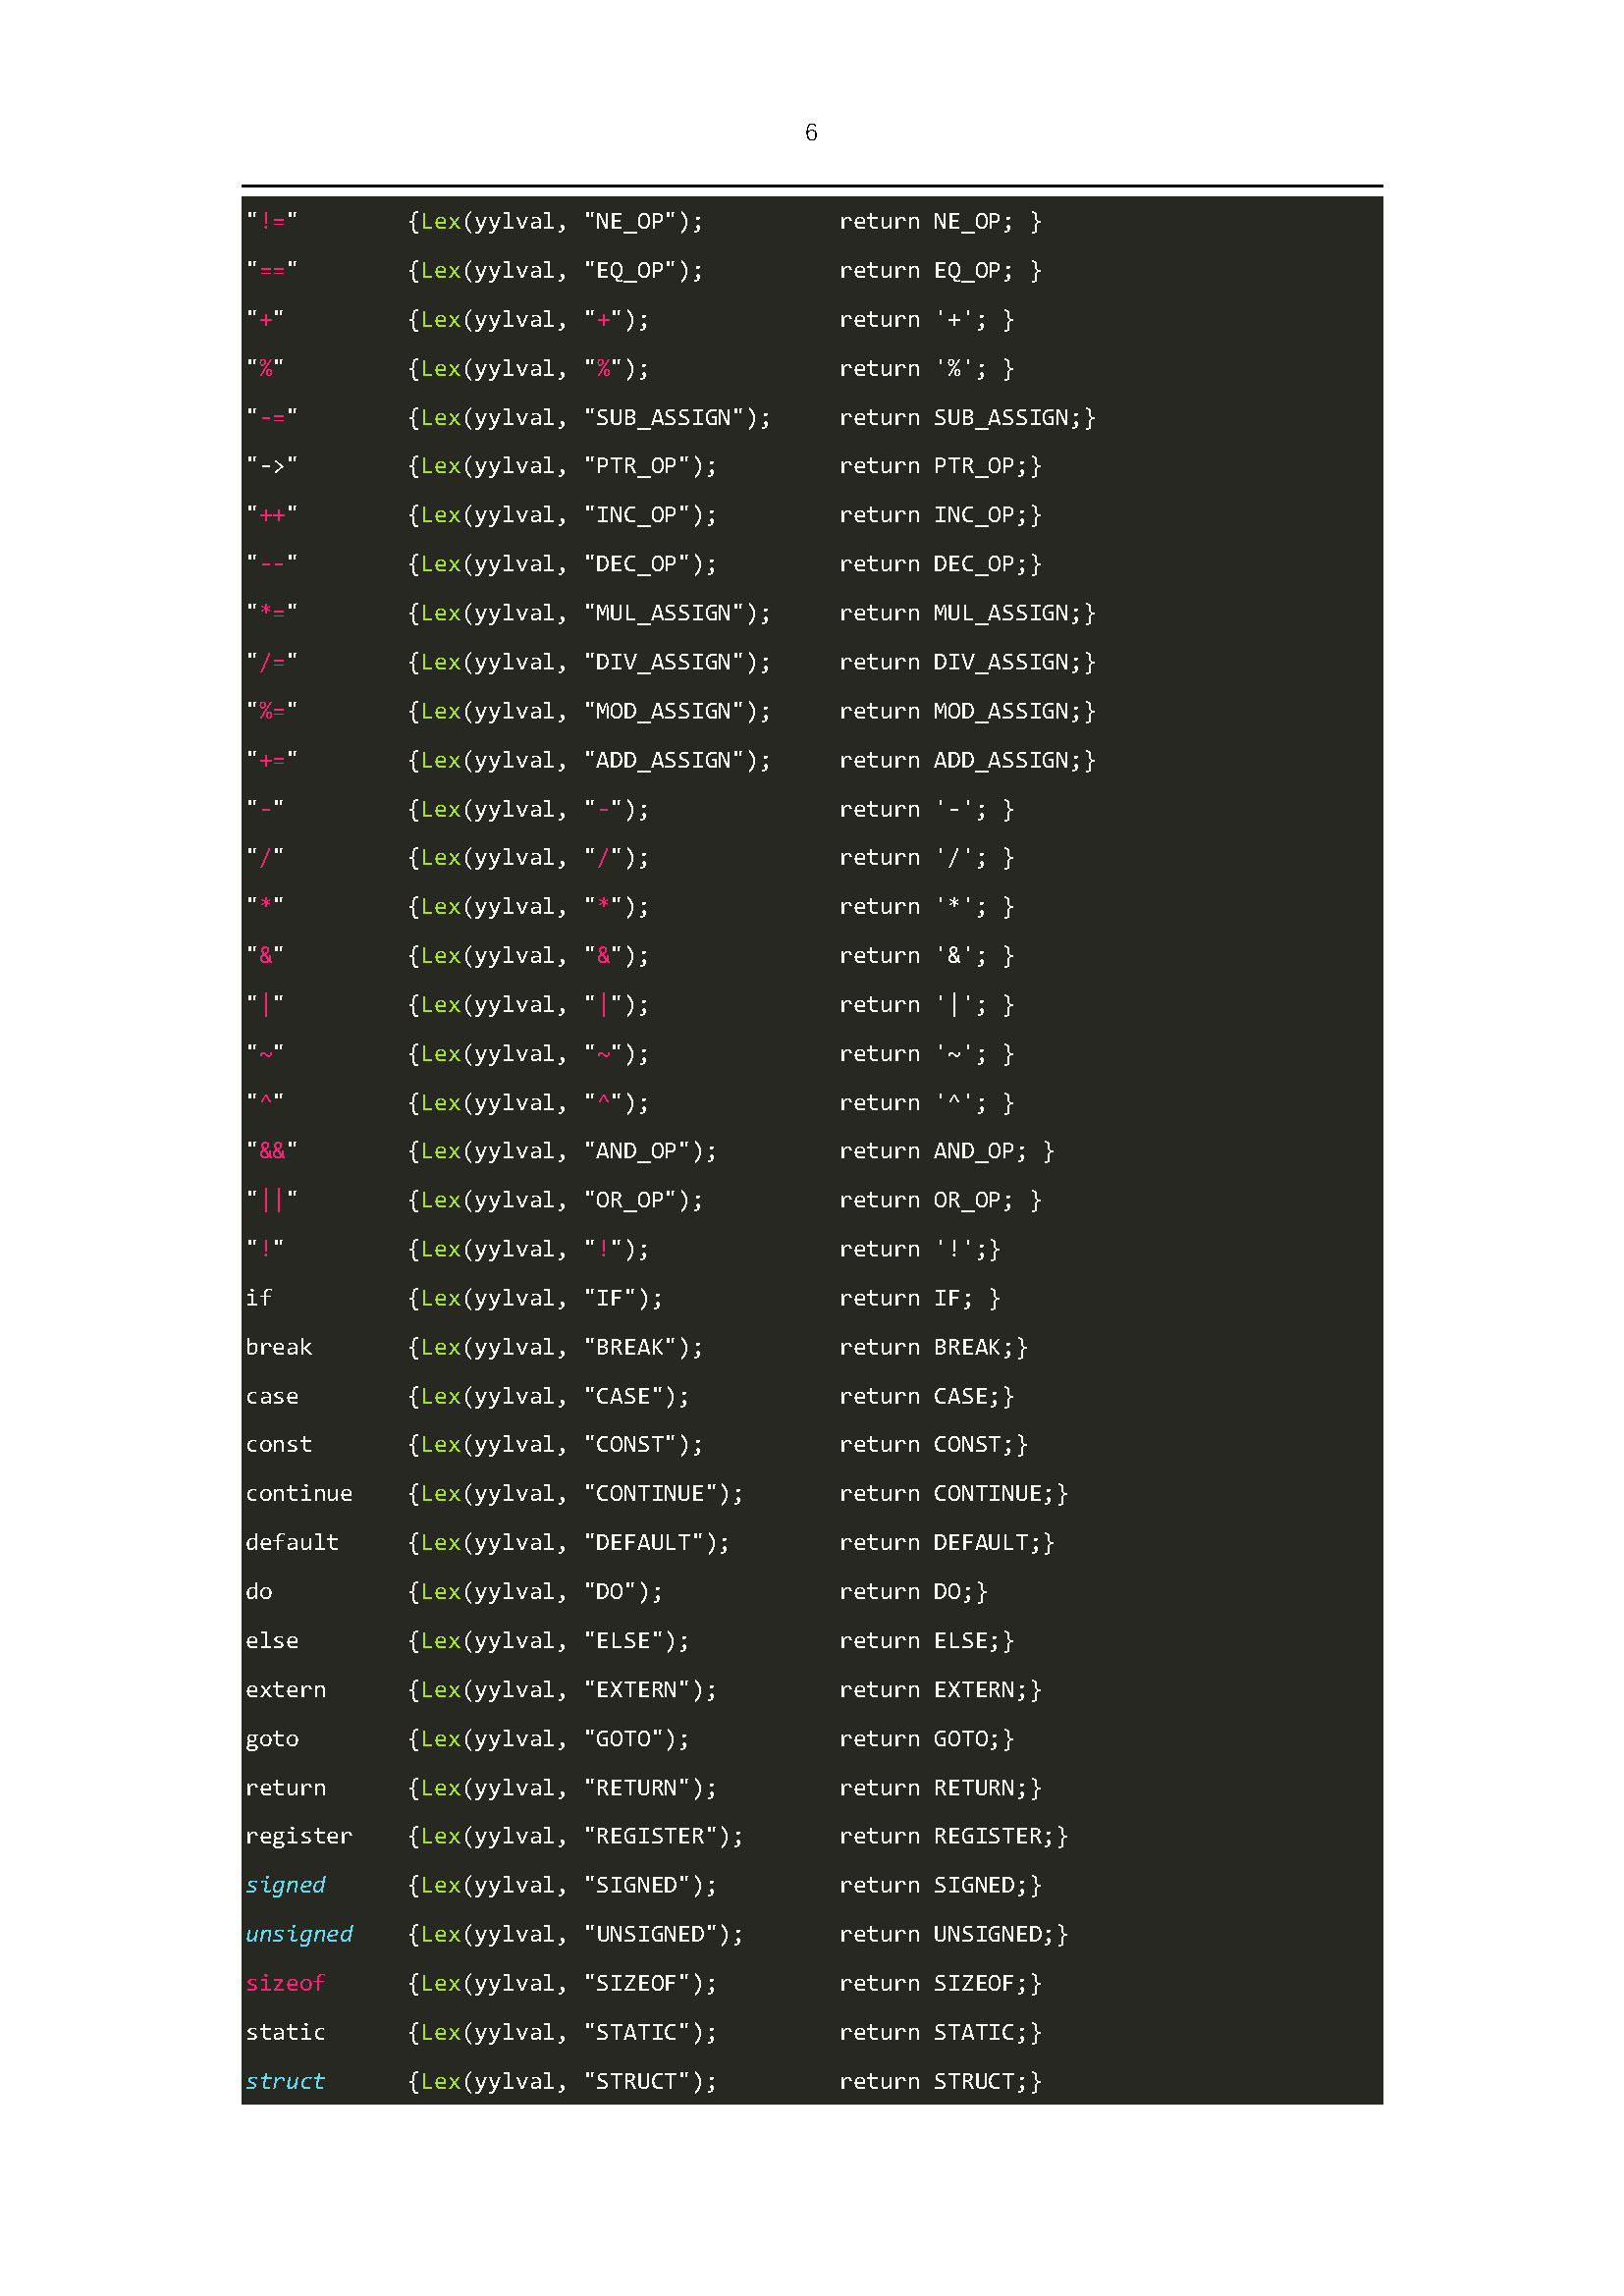 6
"!="        {Lex(yylval, "NE_OP");          return NE_OP; }
"=="        {Lex(yylval, "EQ_OP");          return EQ_OP; }
"+"         {Lex(yylval, "+");              return '+'; }
"%"         {Lex(yylval, "%");              return '%'; }
"-="        {Lex(yylval, "SUB_ASSIGN");     return SUB_ASSIGN;}
"->"        {Lex(yylval, "PTR_OP");         return PTR_OP;}
"++"        {Lex(yylval, "INC_OP");         return INC_OP;}
"--"        {Lex(yylval, "DEC_OP");         return DEC_OP;}
"*="        {Lex(yylval, "MUL_ASSIGN");     return MUL_ASSIGN;}
"/="        {Lex(yylval, "DIV_ASSIGN");     return DIV_ASSIGN;}
"%="        {Lex(yylval, "MOD_ASSIGN");     return MOD_ASSIGN;}
"+="        {Lex(yylval, "ADD_ASSIGN");     return ADD_ASSIGN;}
"-"         {Lex(yylval, "-");              return '-'; }
"/"         {Lex(yylval, "/");              return '/'; }
"*"         {Lex(yylval, "*");              return '*'; }
"&"         {Lex(yylval, "&");              return '&'; }
"|"         {Lex(yylval, "|");              return '|'; }
"~"         {Lex(yylval, "~");              return '~'; }
"^"         {Lex(yylval, "^");              return '^'; }
"&&"        {Lex(yylval, "AND_OP");         return AND_OP; }
"||"        {Lex(yylval, "OR_OP");          return OR_OP; }
"!"         {Lex(yylval, "!");              return '!';}
if          {Lex(yylval, "IF");             return IF; }
break       {Lex(yylval, "BREAK");          return BREAK;}
case        {Lex(yylval, "CASE");           return CASE;}
const       {Lex(yylval, "CONST");          return CONST;}
continue    {Lex(yylval, "CONTINUE");       return CONTINUE;}
default     {Lex(yylval, "DEFAULT");        return DEFAULT;}
do          {Lex(yylval, "DO");             return DO;}
else        {Lex(yylval, "ELSE");           return ELSE;}
extern      {Lex(yylval, "EXTERN");         return EXTERN;}
goto        {Lex(yylval, "GOTO");           return GOTO;}
return      {Lex(yylval, "RETURN");         return RETURN;}
register    {Lex(yylval, "REGISTER");       return REGISTER;}
signed      {Lex(yylval, "SIGNED");         return SIGNED;}
unsigned    {Lex(yylval, "UNSIGNED");       return UNSIGNED;}
sizeof      {Lex(yylval, "SIZEOF");         return SIZEOF;}
static      {Lex(yylval, "STATIC");         return STATIC;}
struct      {Lex(yylval, "STRUCT");         return STRUCT;}